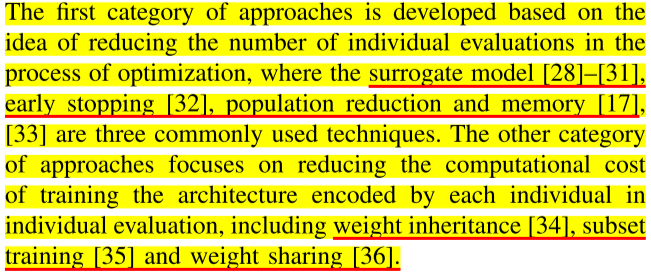 The first category of approaches is developed based on the
idea of reducing the number of individual evaluations in the
process of optimization, where the surrogate model [28]–[31],
early stopping [32], population reduction and memory [17],
[33] are three commonly used techniques. The other category
of approaches focuses on reducing the computational cost
of training the architecture encoded by each individual in
individual evaluation, including weight inheritance [34], subset
training [35] and weight sharing [36].